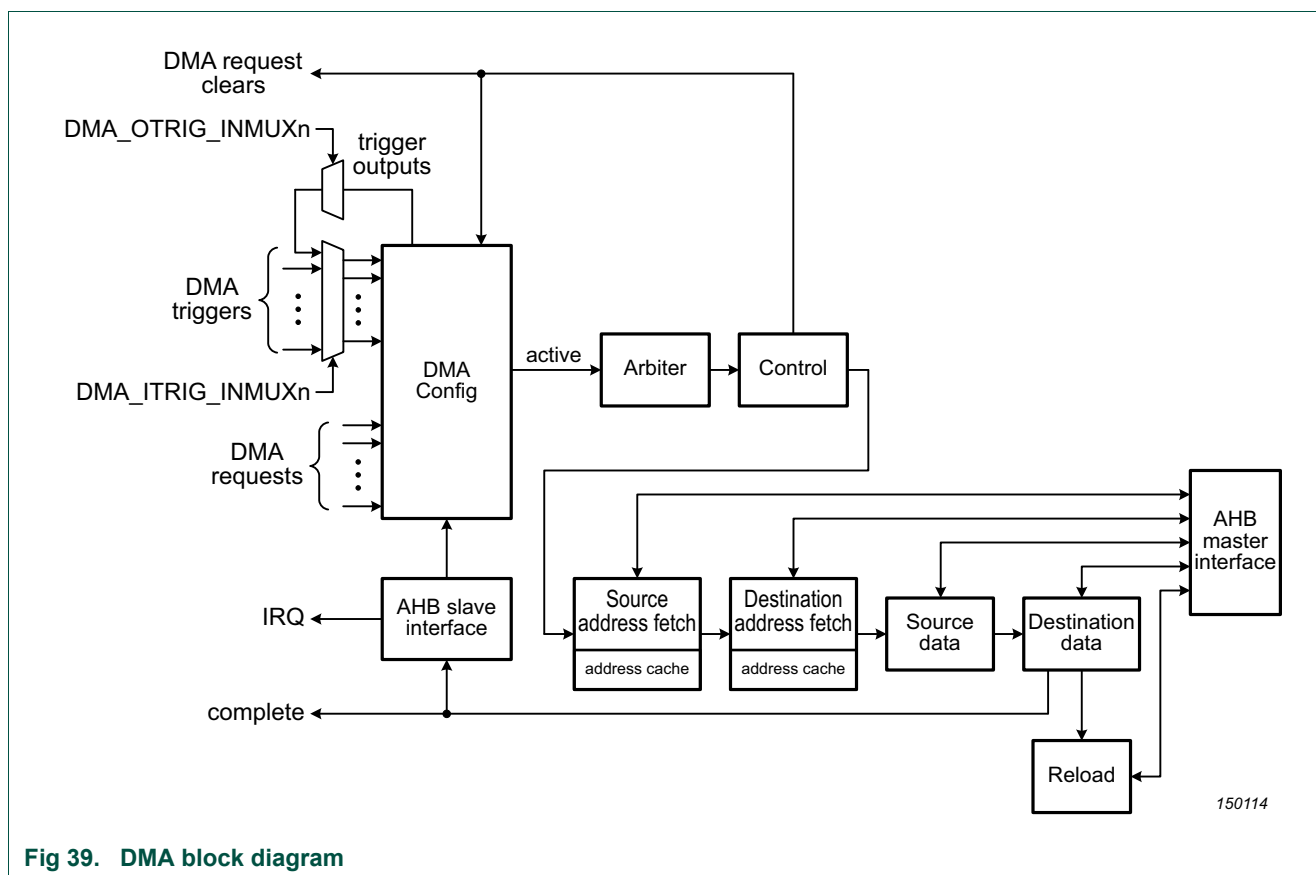 DMA request
clears
DMA_OTRIG_INMUXn
trigger
outputs
DMA
triggers
DMA_ITRIG_INMUXn
DMA
requests
DMA
Config
active
Arbiter
Control
AHB
master
interface
IRQ
AHB slave
interface
Source
address fetch
address cache
Destination
address fetch
address cache
Source
data
Destination
data
complete
Reload
150114
Fig 39. DMA block diagram